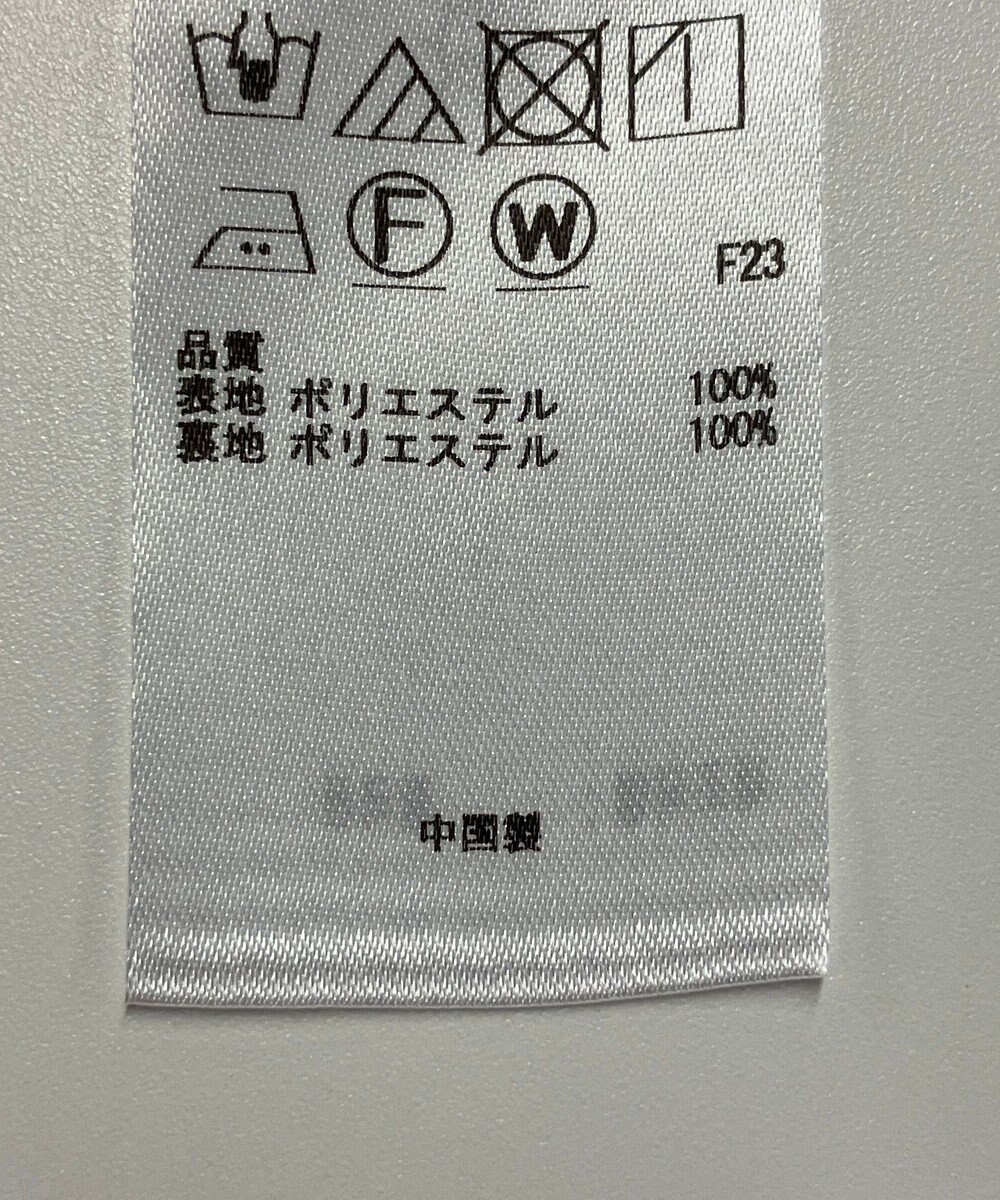 F W F23
品質
表地 ポリエステル 100%
裏地 ポリエステル 100%
中国製